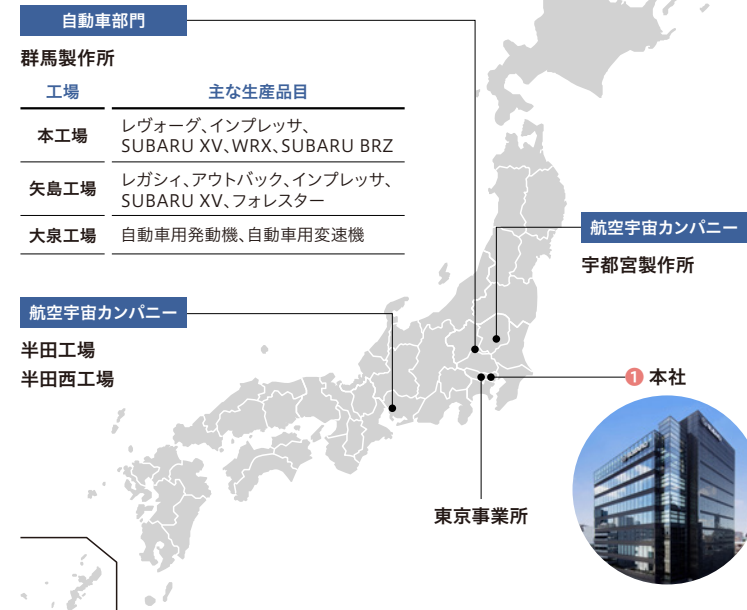 自動車部門
群馬製作所
工場 主な生産品目
本工場 レヴォーグ、インプレッサ、
SUBARU XV、WRX、SUBARU BRZ
矢島工場 レガシィ、アウトバック、インプレッサ、
SUBARU XV、フォレスター
大泉工場 自動車用発動機、自動車用変速機
航空宇宙カンパニー
宇都宮製作所
航空宇宙カンパニー
半田工場
半田西工場
1 本社
東京事業所
SUBARU